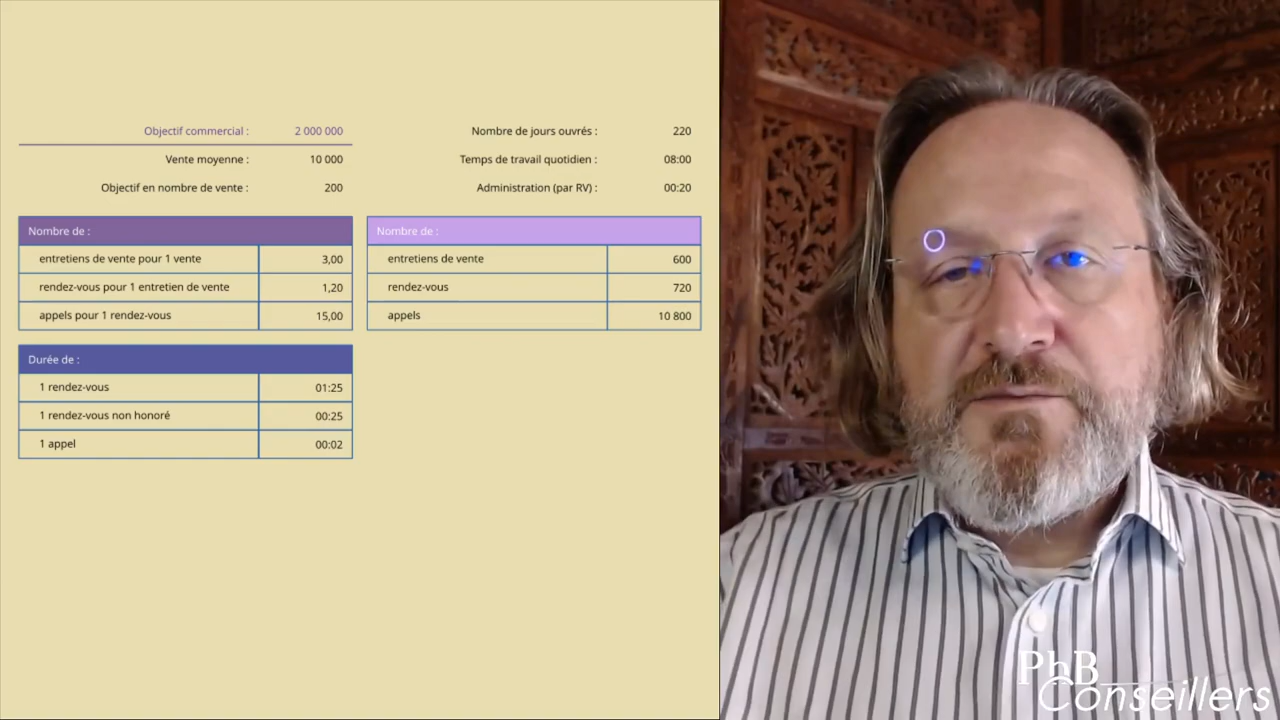 Objectif commercial : 2 000 000
Vente moyenne : 10 000
Objectif en nombre de vente : 200
Nombre de jours ouvrés : 220
Temps de travail quotidien : 08:00
Administration (par RV) : 00:20
Nombre de :
entretiens de vente pour 1 vente 3,00
rendez-vous pour 1 entretien de vente 1,20
appels pour 1 rendez-vous 15,00
Nombre de :
entretiens de vente 600
rendez-vous 720
appels 10 800
Durée de :
1 rendez-vous 01:25
1 rendez-vous non honoré 00:25
1 appel 00:02
PhB
Conseillers